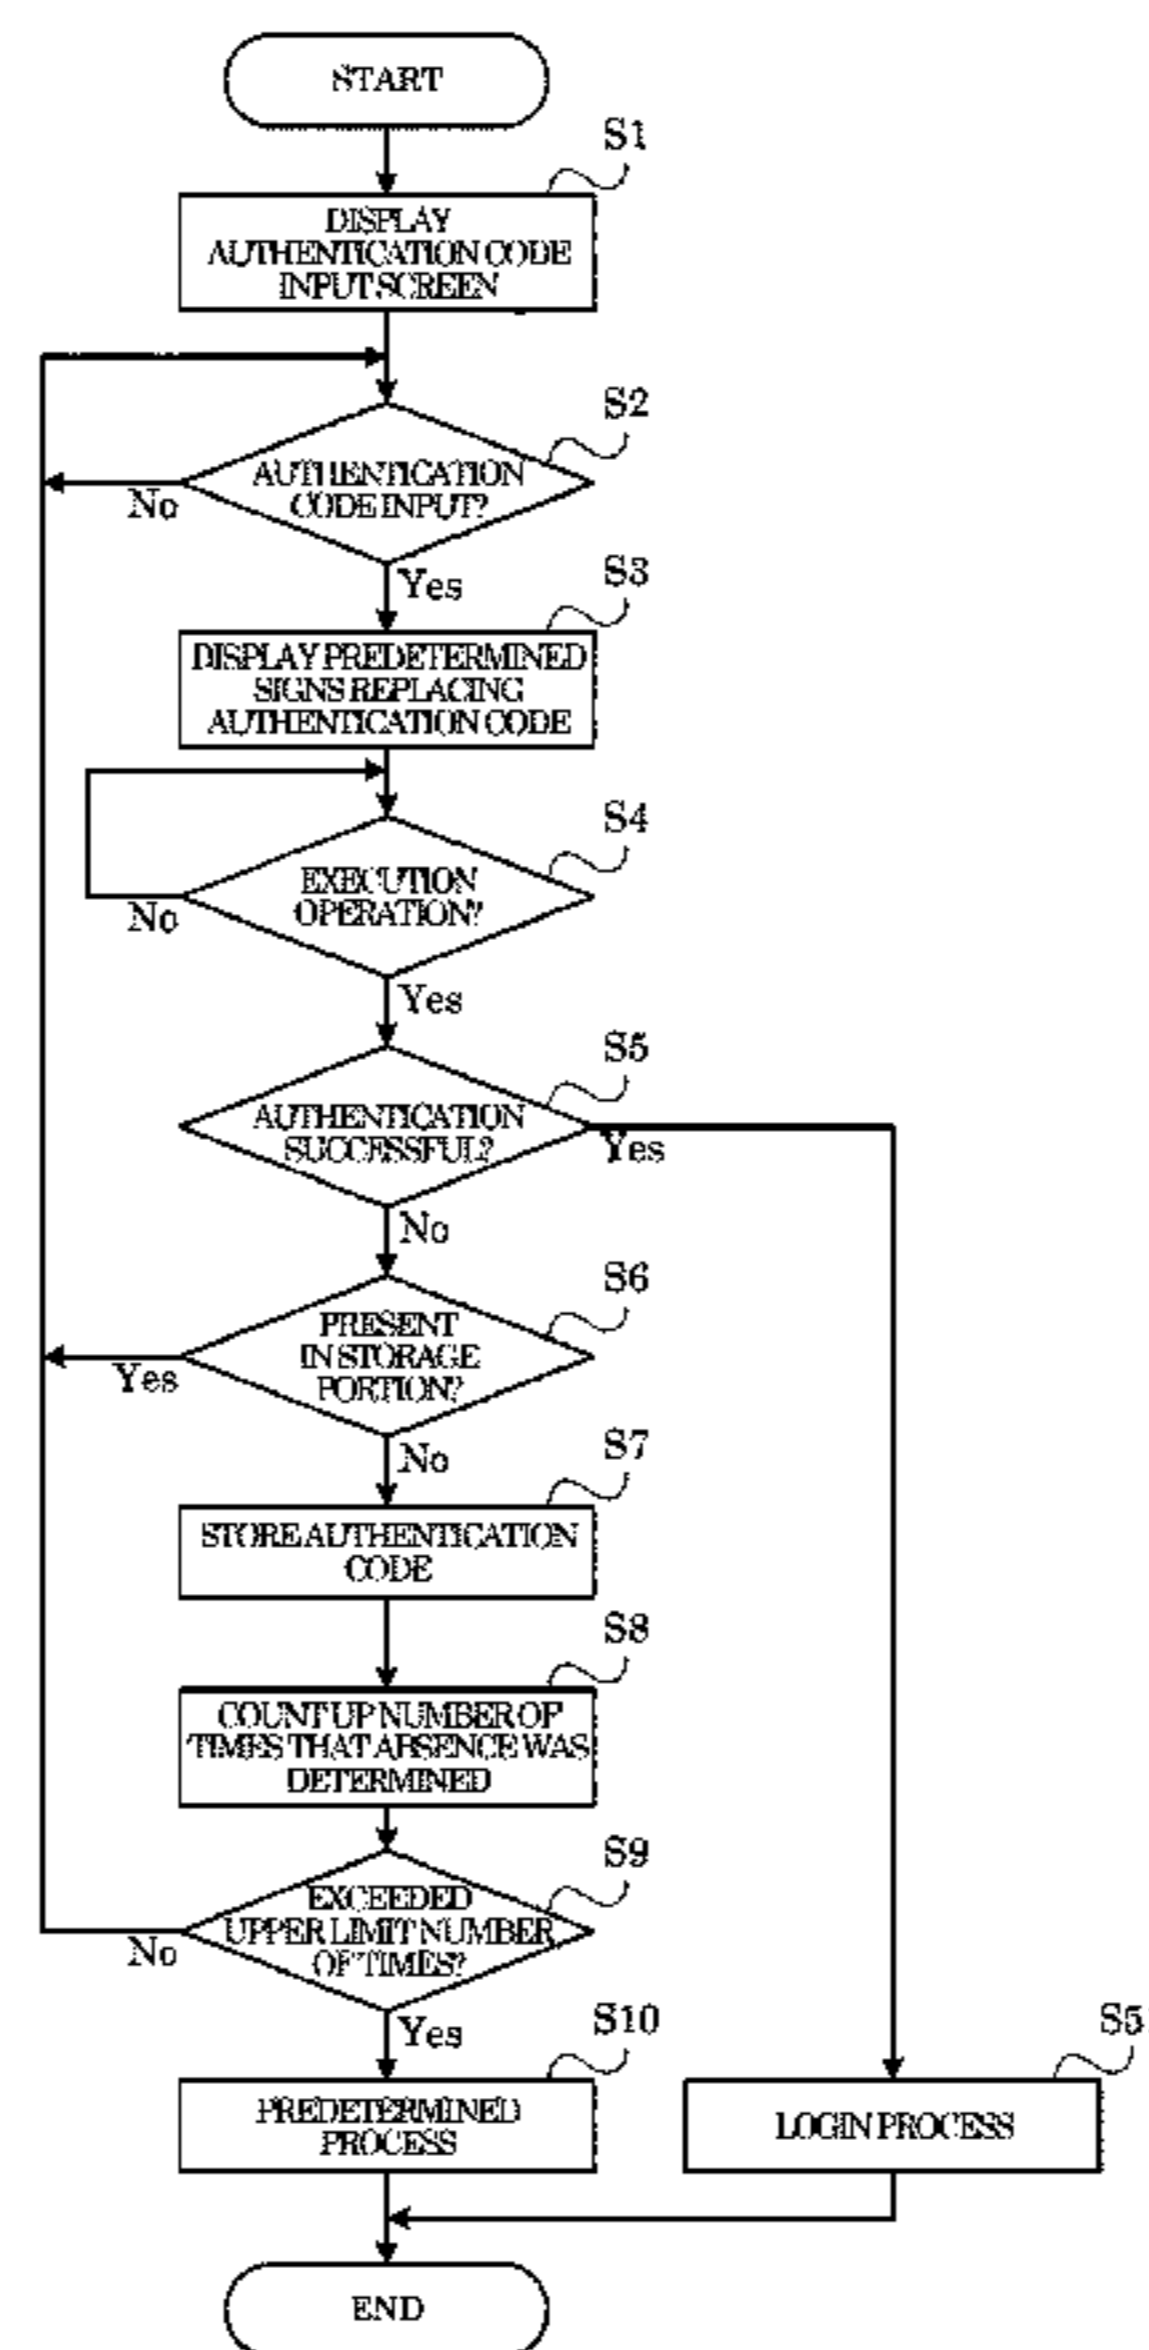 START
S1
DISPLAY
AUTHENTICATION CODE
INPUT SCREEN
S2
AUTHENTICATION
CODE INPUT?
No
Yes
S3
DISPLAY PREDETERMINED
SIGNS REPLACING
AUTHENTICATION CODE
S4
EXECUTION
OPERATION?
No
Yes
S5
AUTHENTICATION
SUCCESSFUL?
Yes
No
S6
PRESENT
IN STORAGE
PORTION?
Yes
No
S7
STORE AUTHENTICATION
CODE
S8
COUNT UP NUMBER OF
TIMES THAT ABSENCE WAS
DETERMINED
S9
EXCEEDED
UPPER LIMIT NUMBER
OF TIMES?
No
Yes
S10
PREDETERMINED
PROCESS
LOGIN PROCESS
END